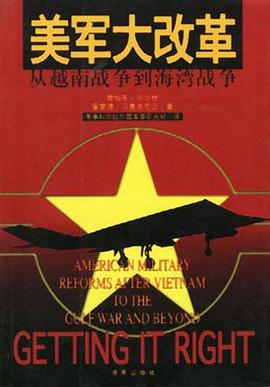 美军大改革
从越南战争到海湾战争
AMERICAN MILITARY
REFORMS AFTER VIETNAM
TO THE
GULF WAR AND BEYOND
GETTING IT RIGHT